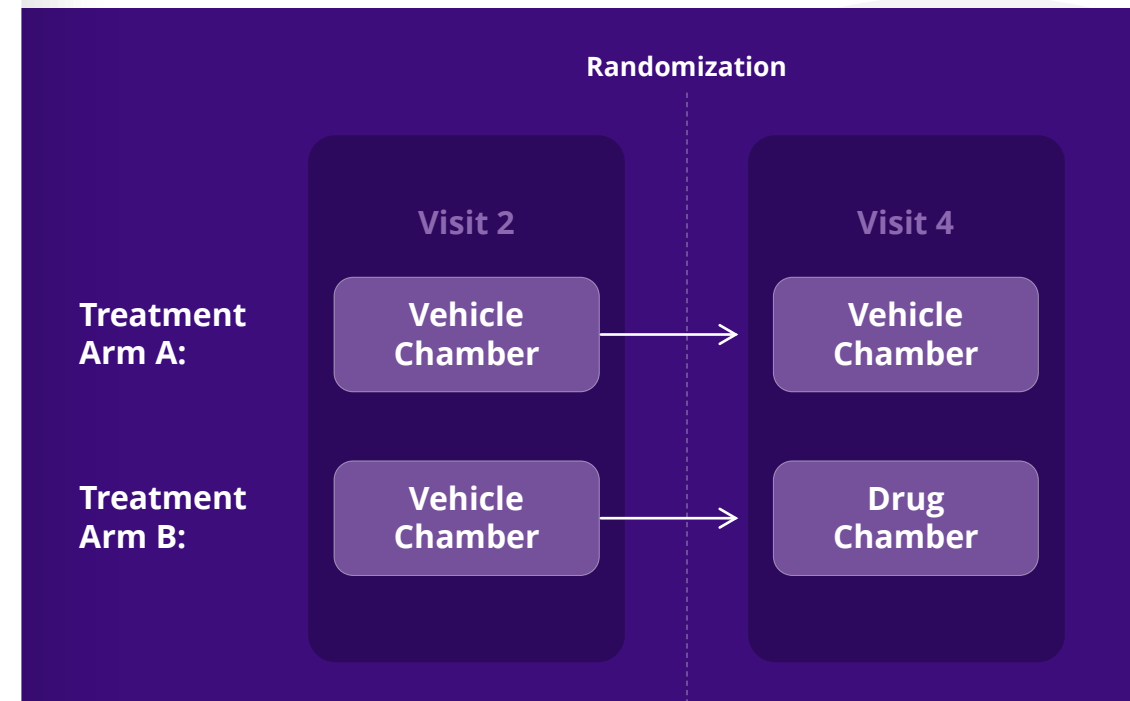 Randomization
Visit 2
Visit 4
Treatment
Arm A:
Vehicle
Chamber
Vehicle
Chamber
Treatment
Arm B:
Vehicle
Chamber
Drug
Chamber